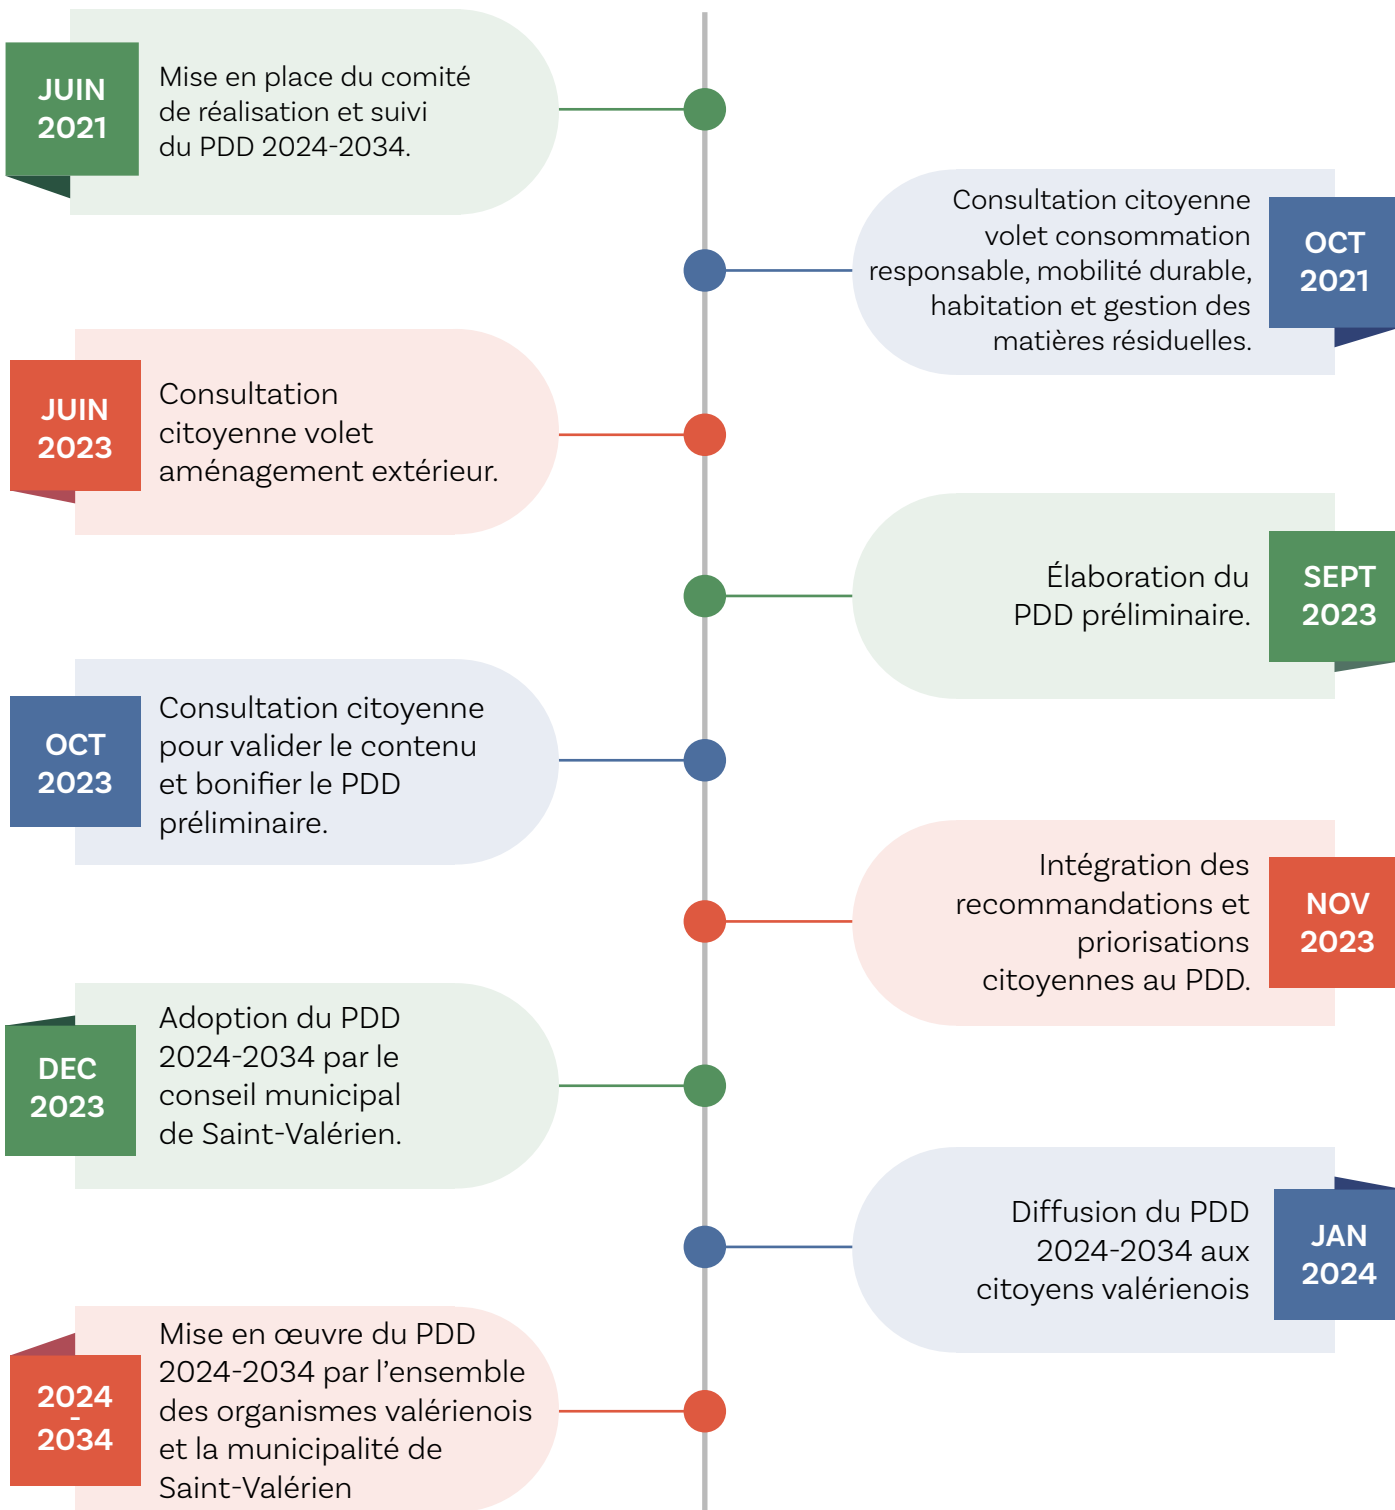 JUIN
2021
Mise en place du comité
de réalisation et suivi
du PDD 2024-2034.
Consultation citoyenne
volet consommation
responsable, mobilité durable,
habitation et gestion des
matières résiduelles.
OCT
2021
JUIN
2023
Consultation
citoyenne volet
aménagement extérieur.
Élaboration du
PDD préliminaire.
SEPT
2023
OCT
2023
Consultation citoyenne
pour valider le contenu
et bonifier le PDD
préliminaire.
Intégration des
recommandations et
priorisations
citoyennes au PDD.
NOV
2023
DEC
2023
Adoption du PDD
2024-2034 par le
conseil municipal
de Saint-Valérien.
Diffusion du PDD
2024-2034 aux
citoyens valérienois
JAN
2024
2024
-
2034
Mise en œuvre du PDD
2024-2034 par l’ensemble
des organismes valérienois
et la municipalité de
Saint-Valérien